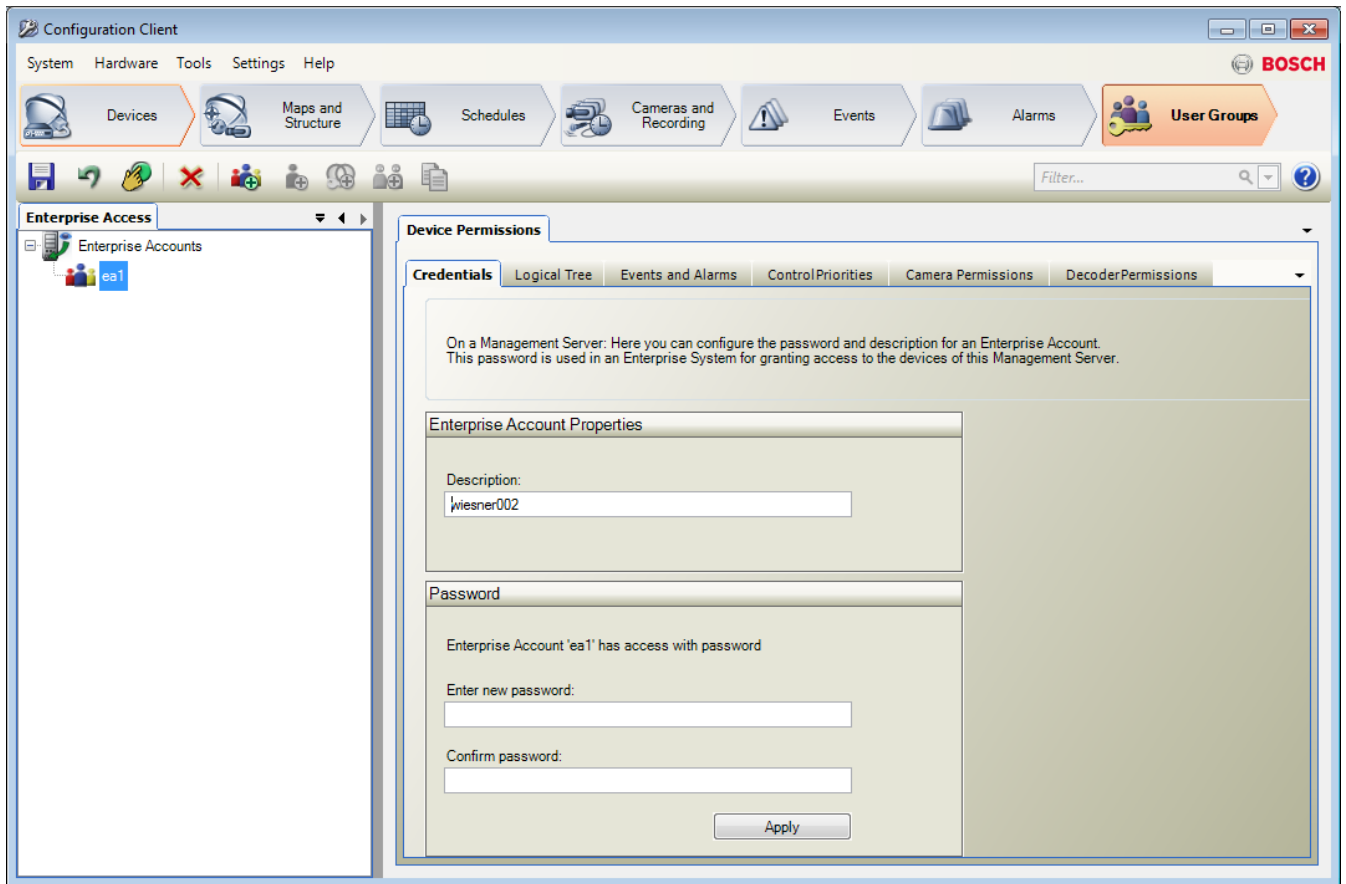 Configuration Client
System Hardware Tools Settings Help
BOSCH
Devices
Maps and
Structure
Schedules
Cameras and
Recording
Events
Alarms
User Groups
Filter...
Enterprise Access
Enterprise Accounts
ea1
Device Permissions
Credentials Logical Tree Events and Alarms ControlPriorities Camera Permissions DecoderPermissions
On a Management Server: Here you can configure the password and description for an Enterprise Account.
This password is used in an Enterprise System for granting access to the devices of this Management Server.
Enterprise Account Properties
Description:
wiesner002
Password
Enterprise Account 'ea1' has access with password
Enter new password:
Confirm password:
Apply